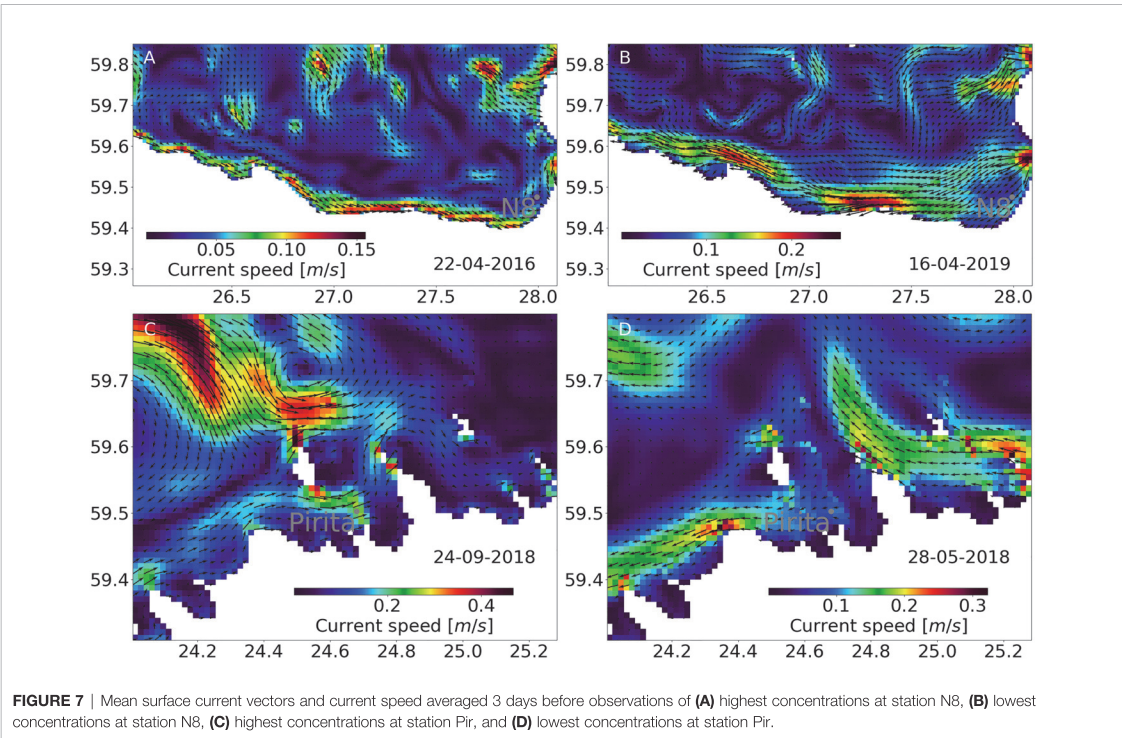 A
B
59.8
59.7
59.6
59.5
59.4
59.3
59.8
59.7
59.6
59.5
59.4
59.3
N8
N8
0.05 0.10 0.15
Current speed [m/s]
22-04-2016
0.1 0.2
Current speed [m/s]
16-04-2019
26.5 27.0 27.5 28.0
26.5 27.0 27.5 28.0
C
D
59.7
59.6
59.5
59.4
59.7
59.6
59.5
59.4
Pirita
Pirita
24-09-2018
28-05-2018
0.2 0.4
Current speed [m/s]
0.1 0.2 0.3
Current speed [m/s]
24.2 24.4 24.6 24.8 25.0 25.2
24.2 24.4 24.6 24.8 25.0 25.2
FIGURE 7 | Mean surface current vectors and current speed averaged 3 days before observations of (A) highest concentrations at station N8, (B) lowest
concentrations at station N8, (C) highest concentrations at station Pir, and (D) lowest concentrations at station Pir.